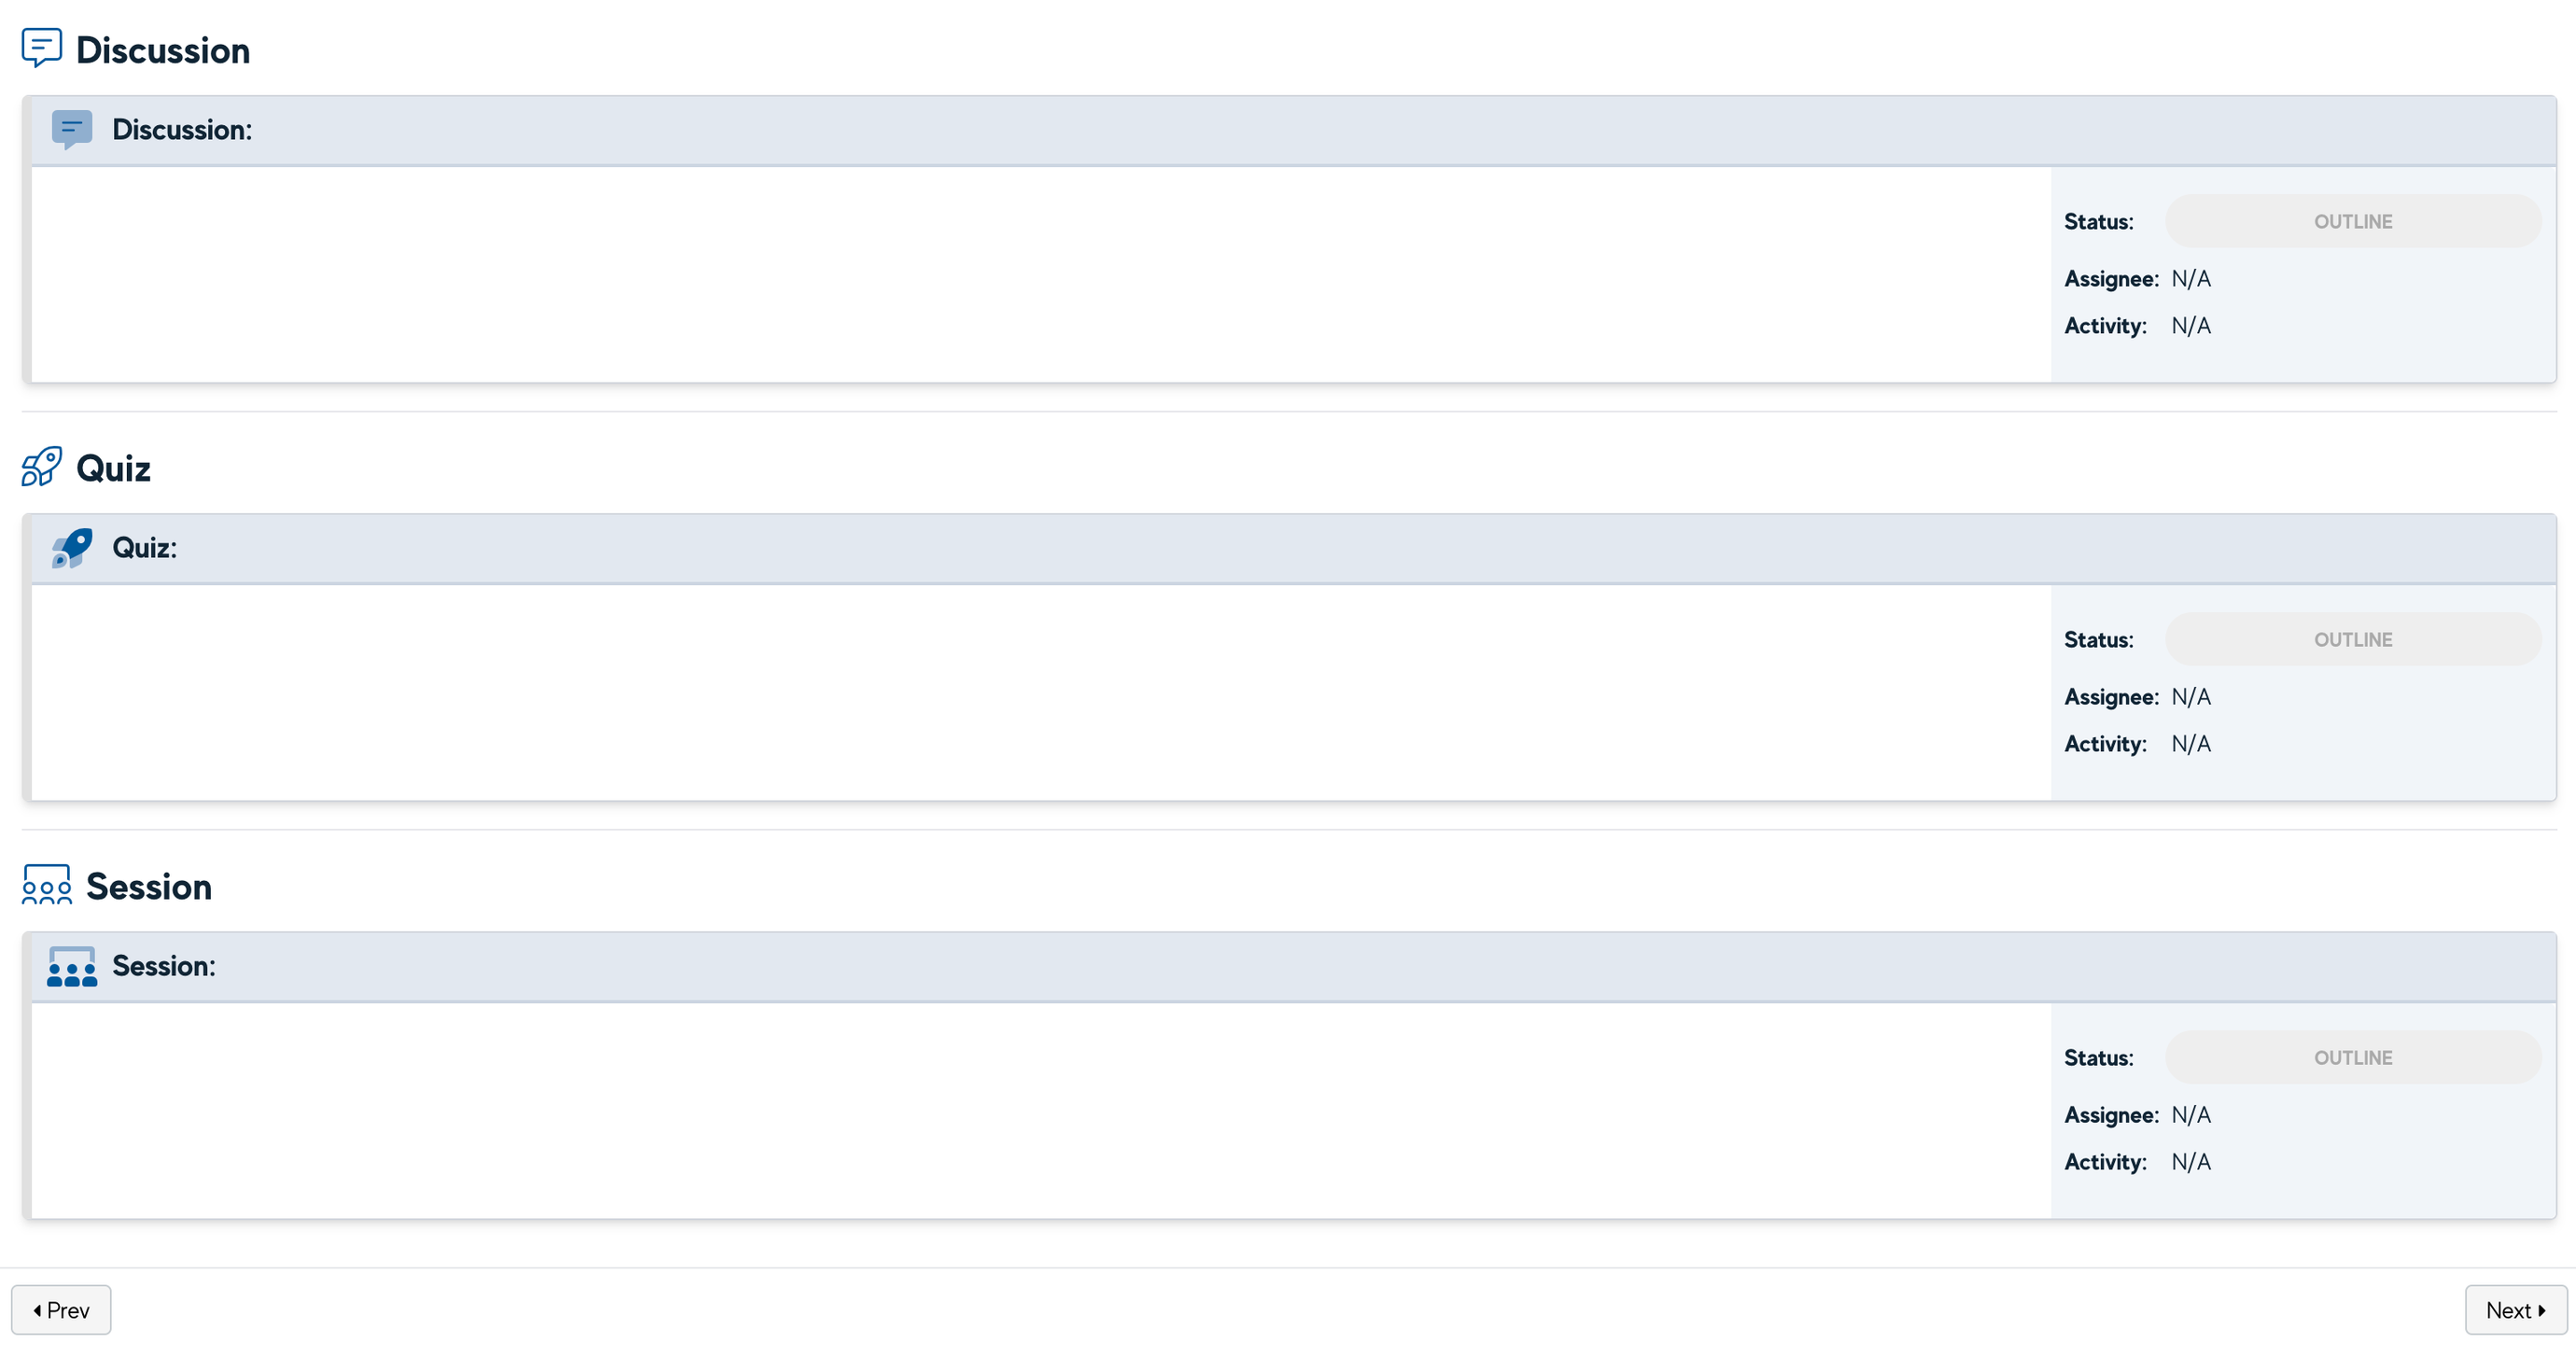 Discussion
Discussion:
Status: OUTLINE
Assignee: N/A
Activity: N/A
Quiz
Quiz:
Status: OUTLINE
Assignee: N/A
Activity: N/A
Session
Session:
Status: OUTLINE
Assignee: N/A
Activity: N/A
Prev
Next